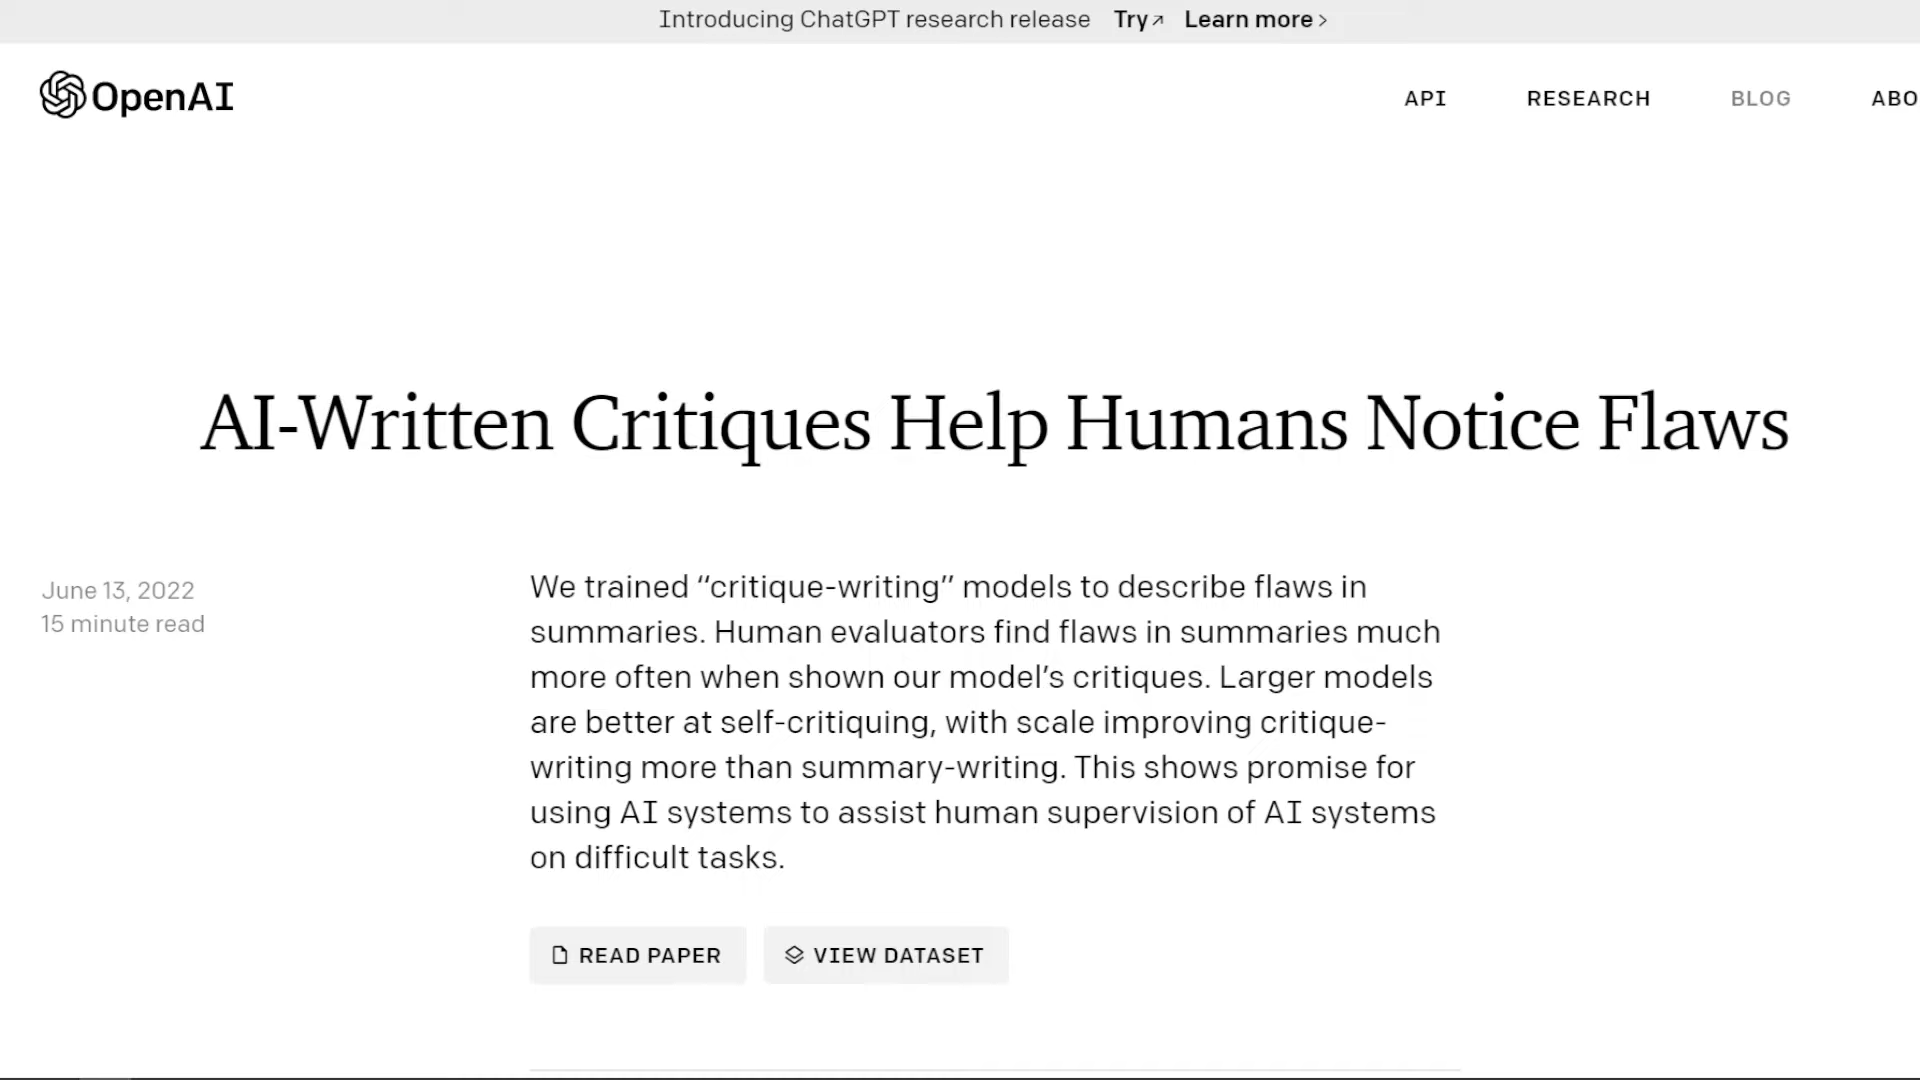 Introducing ChatGPT research release Try↗ Learn more ›
OpenAI
API RESEARCH BLOG ABO
AI-Written Critiques Help Humans Notice Flaws
June 13, 2022
15 minute read
We trained “critique-writing” models to describe flaws in
summaries. Human evaluators find flaws in summaries much
more often when shown our model’s critiques. Larger models
are better at self-critiquing, with scale improving critique-
writing more than summary-writing. This shows promise for
using AI systems to assist human supervision of AI systems
on difficult tasks.
READ PAPER VIEW DATASET